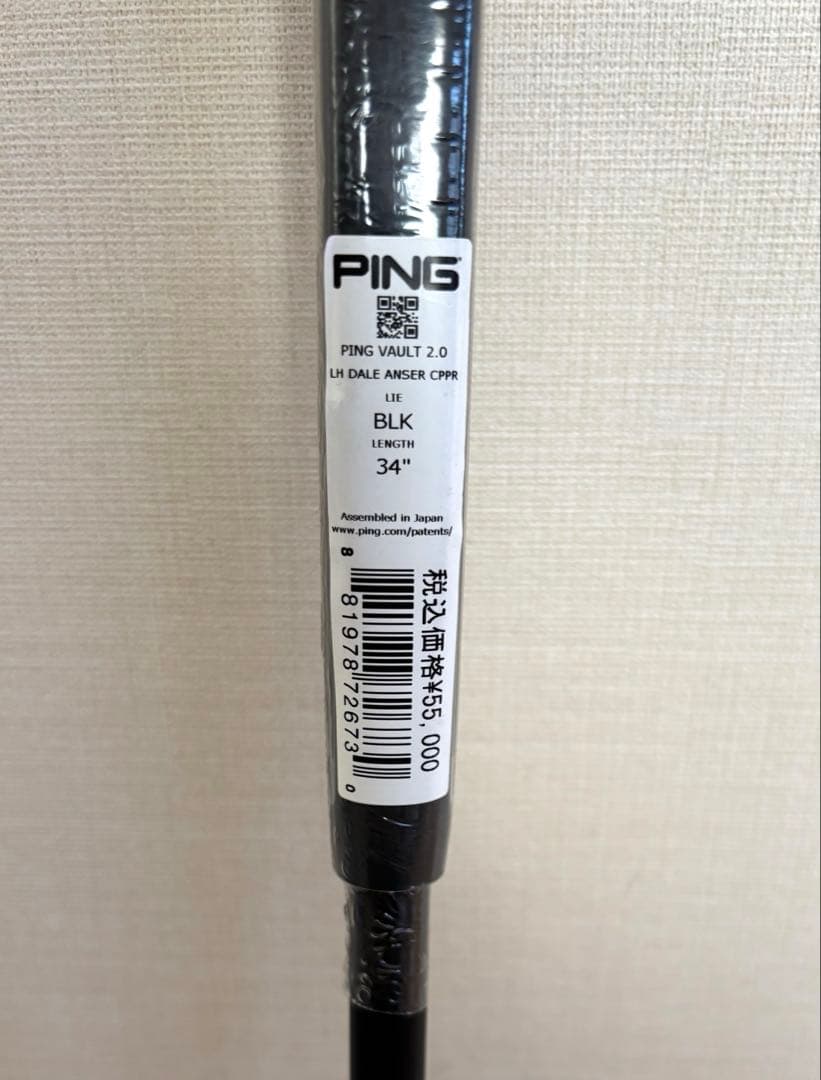 PING
PING VAULT 2.0
LH DALE ANSER CPPR
LIE
BLK
LENGTH
34"
Assembled in Japan
www.ping.com/patents/
税込価格¥55,000
8 81978 72673 0